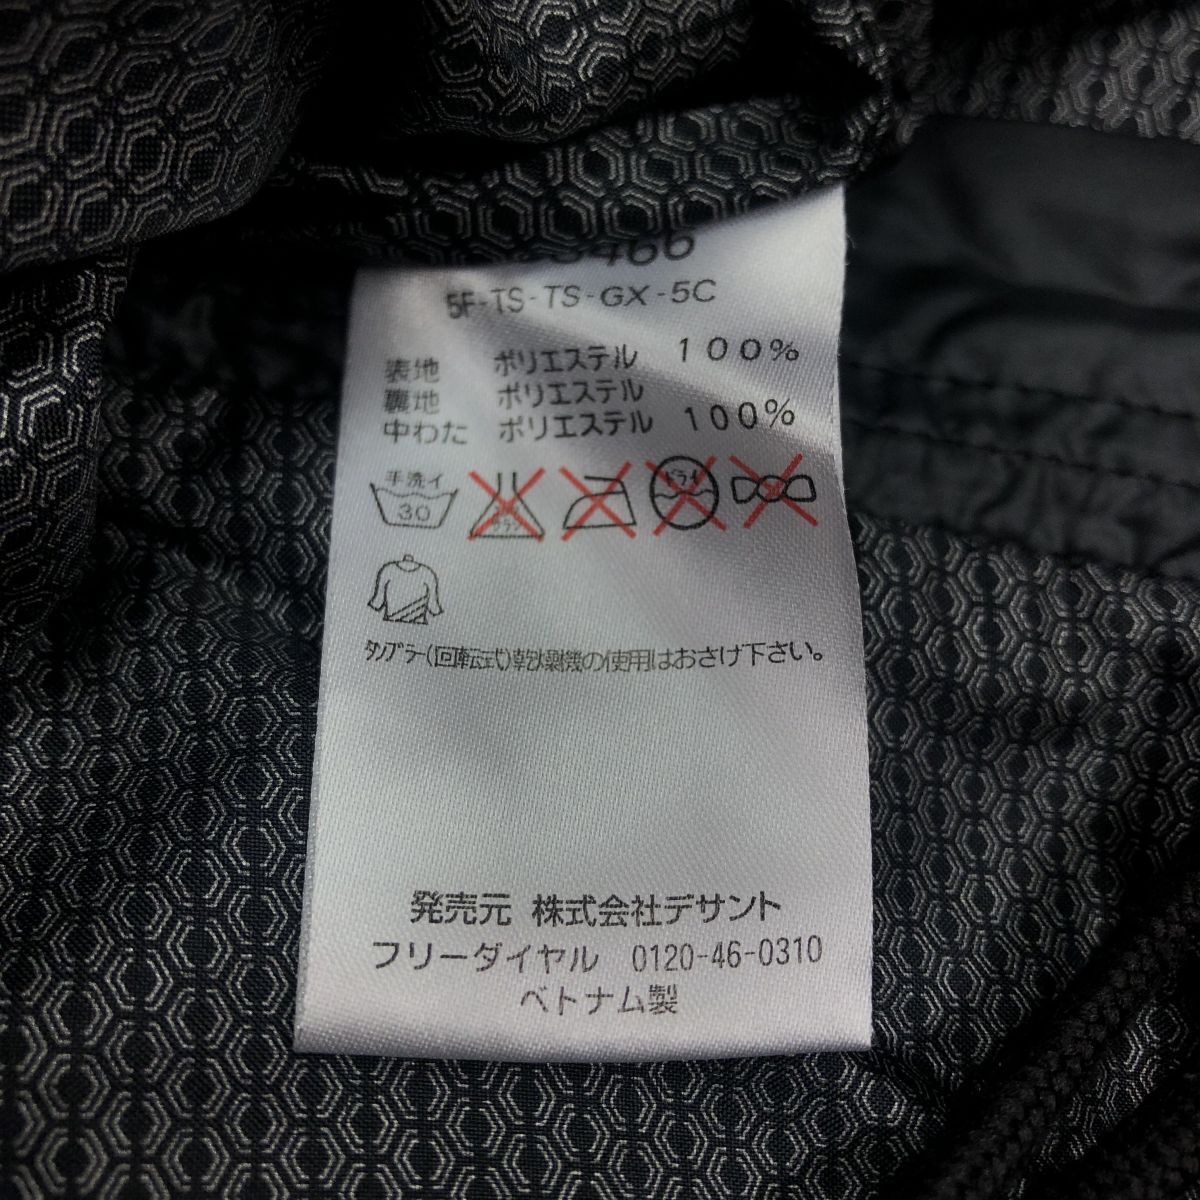 5F-TS-TS-GX-5C
表地 ポリエステル 100%
裏地 ポリエステル
中わた ポリエステル 100%
手洗イ
30
ドライ
タンブラー(回転式)乾燥機の使用はおさけ下さい。
発売元 株式会社デサント
フリーダイヤル 0120-46-0310
ベトナム製